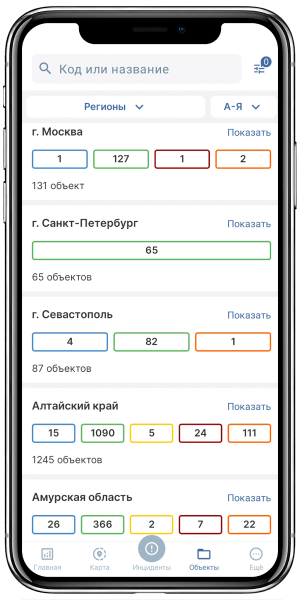 Код или название
0
Регионы
А-Я
г. Москва Показать
1 127 1 2
131 объект
г. Санкт-Петербург Показать
65
65 объектов
г. Севастополь Показать
4 82 1
87 объектов
Алтайский край Показать
15 1090 5 24 111
1245 объектов
Амурская область Показать
26 366 2 7 22
Главная Карта Инциденты Объекты Ещё